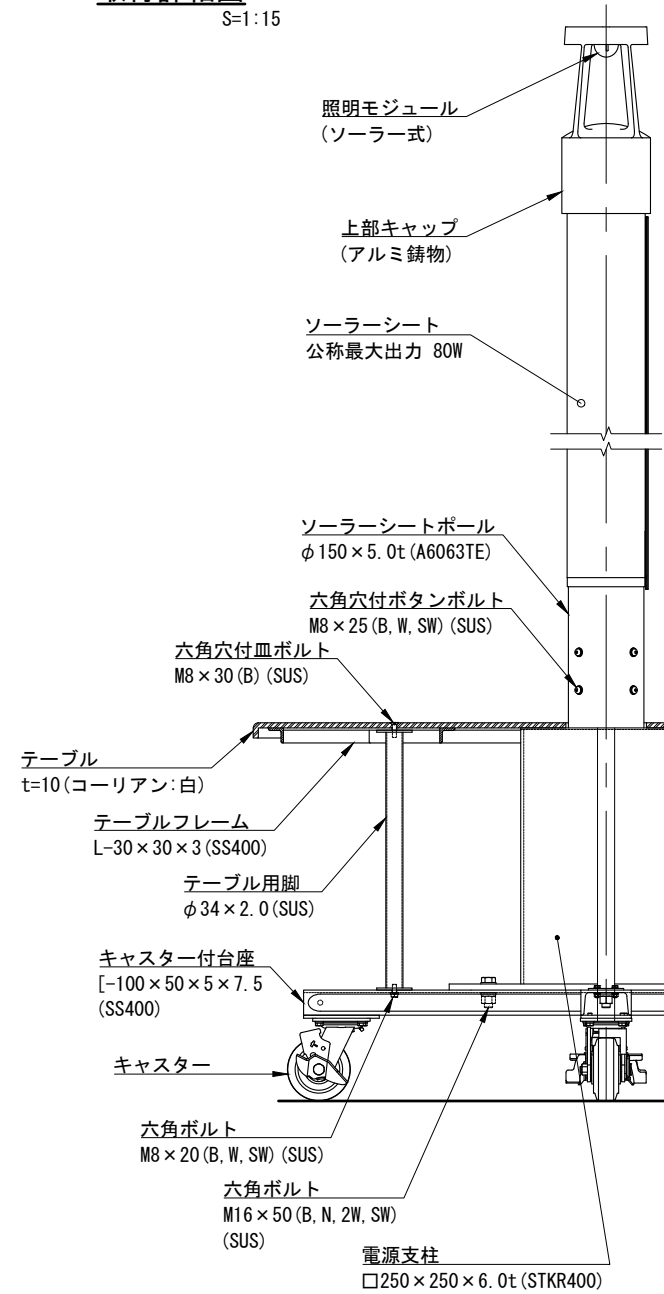 取付詳細図
S=1:15
照明モジュール
(ソーラー式)
上部キャップ
(アルミ鋳物)
ソーラーシート
公称最大出力 80W
ソーラーシートポール
φ150×5.0t(A6063TE)
六角穴付ボタンボルト
M8×25(B,W,SW)(SUS)
六角穴付皿ボルト
M8×30(B)(SUS)
テーブル
t=10(コーリアン:白)
テーブルフレーム
L-30×30×3(SS400)
テーブル用脚
φ34×2.0(SUS)
キャスター付台座
[-100×50×5×7.5
(SS400)
キャスター
六角ボルト
M8×20(B,W,SW)(SUS)
六角ボルト
M16×50(B,N,2W,SW)
(SUS)
電源支柱
□250×250×6.0t(STKR400)